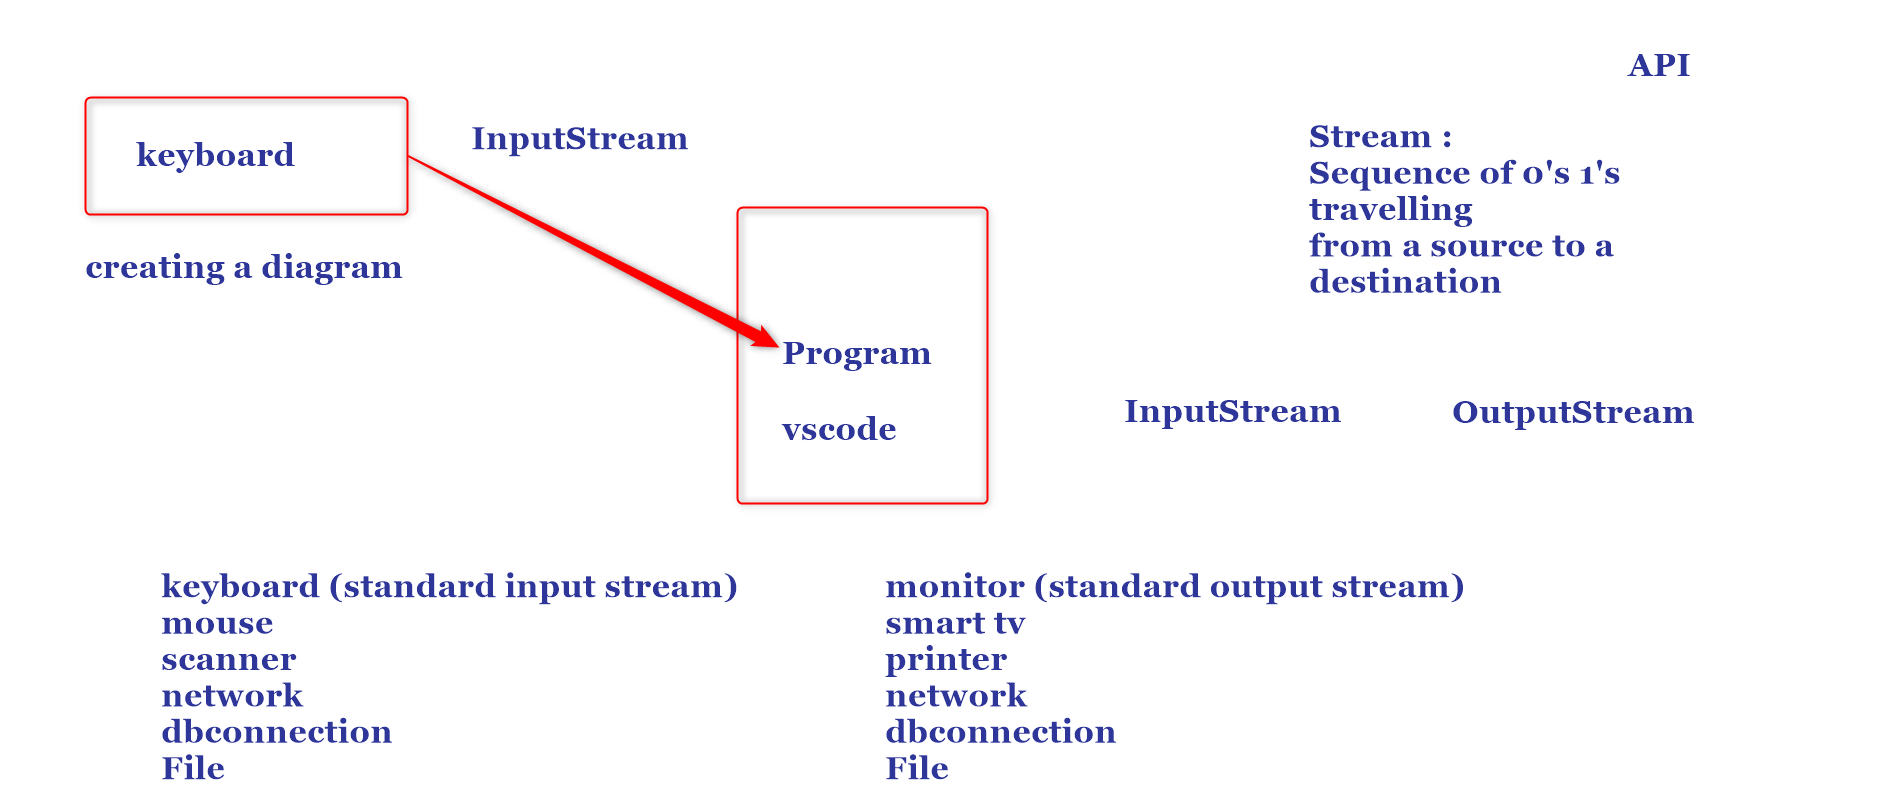 API
keyboard
InputStream
creating a diagram
Stream :
Sequence of 0's 1's
travelling
from a source to a
destination
Program
vscode
InputStream
OutputStream
keyboard (standard input stream)
mouse
scanner
network
dbconnection
File
monitor (standard output stream)
smart tv
printer
network
dbconnection
File